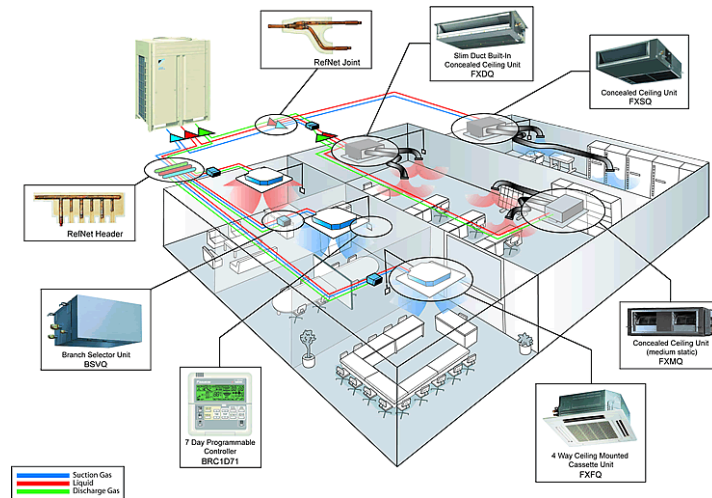 RefNet Joint
Slim Duct Built-In
Concealed Ceiling Unit
FXDQ
Concealed Ceiling Unit
FXSQ
RefNet Header
Branch Selector Unit
BSVQ
7 Day Programmable
Controller
BRC1D71
4 Way Ceiling Mounted
Cassette Unit
FXFQ
Concealed Ceiling Unit
(medium static)
FXMQ
Suction Gas
Liquid
Discharge Gas